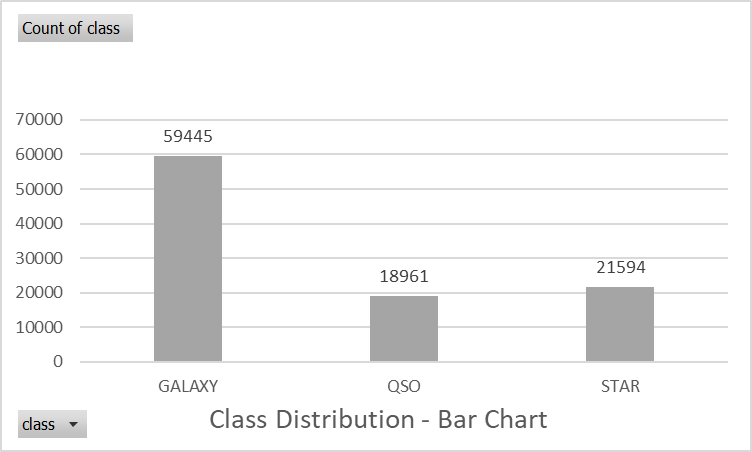 Count of class
70000
60000
50000
40000
30000
20000
10000
0
59445
18961
21594
GALAXY QSO STAR
Class Distribution - Bar Chart
class